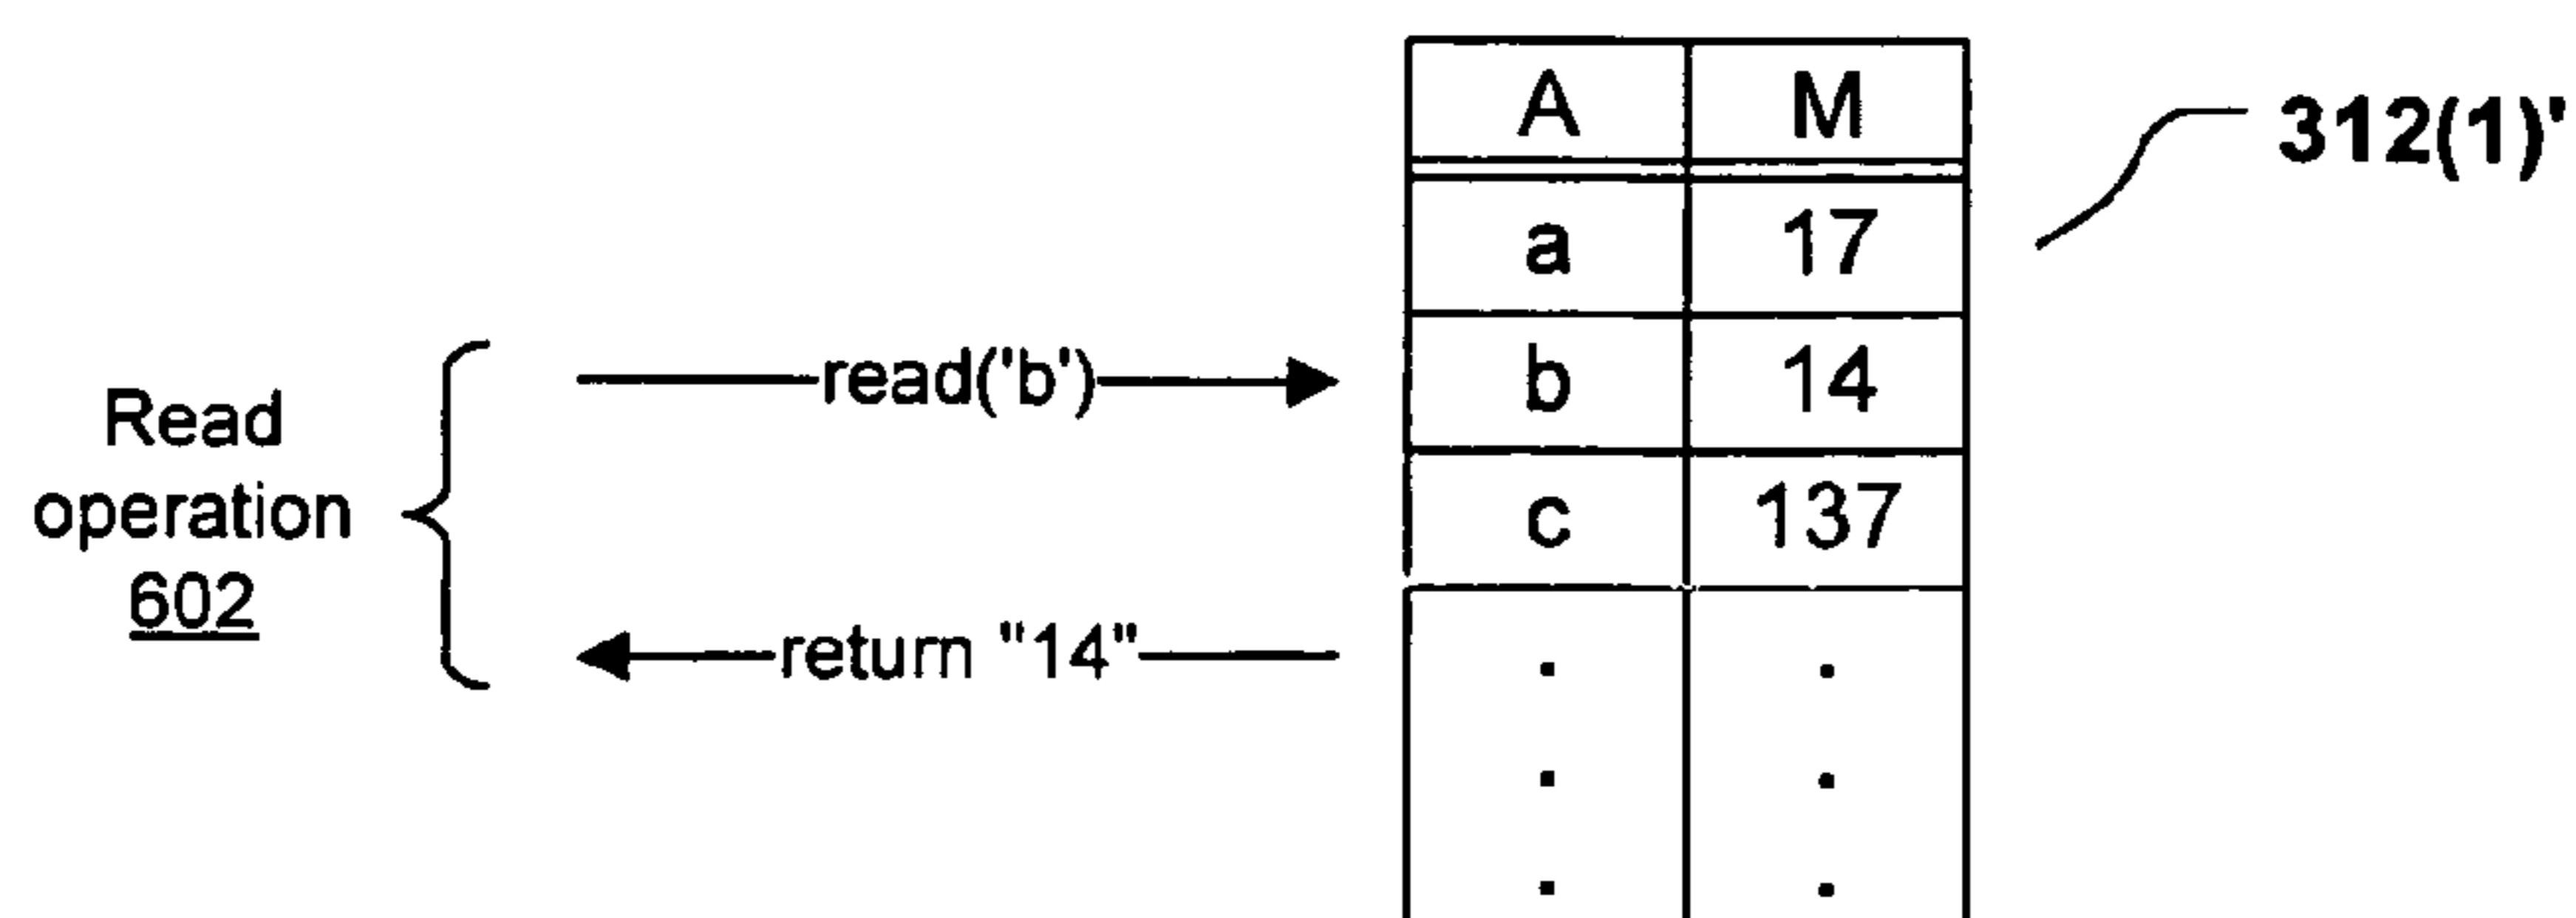 A M
312(1)'
a 17
read('b') b 14
Read
operation
602
c 137
return "14"
. .
. .
. .